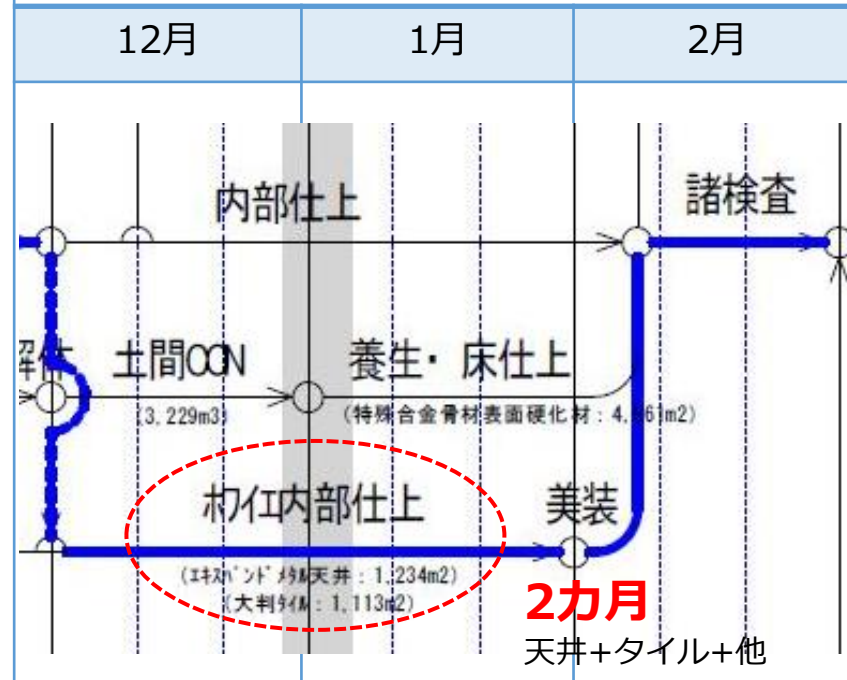 12月 1月 2月
内部仕上 諸検査
解体 土間CON 養生・床仕上
(3,229m3) (特殊合金骨材表面硬化材:4,661m2)
ホワイエ内部仕上 美装
(エキスパンドメタル天井:1,234m2)
(大判タイル:1,113m2)
2カ月
天井+タイル+他